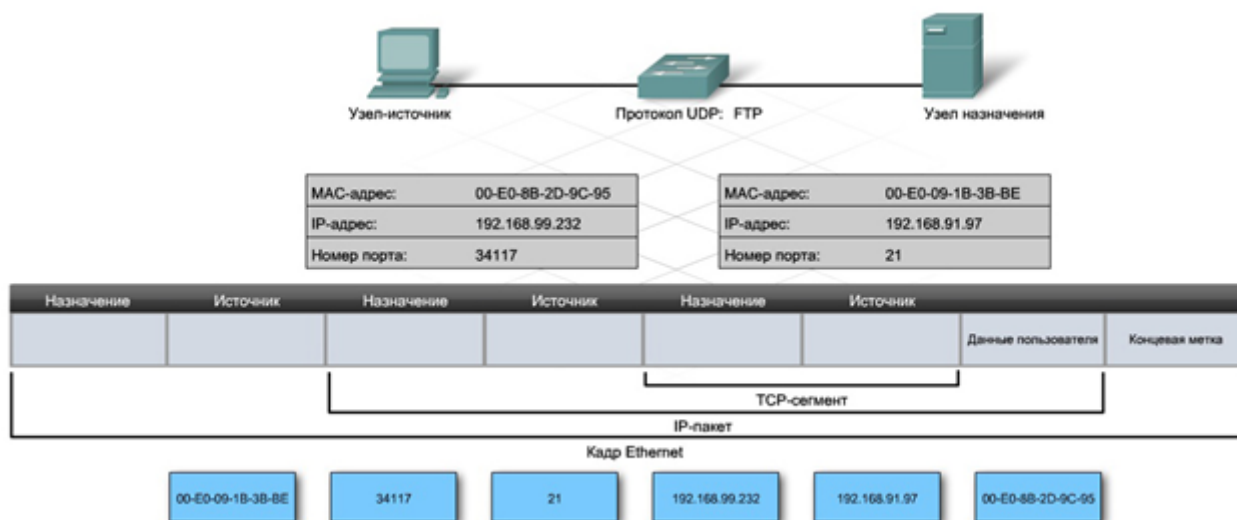 Узел-источник Протокол UDP: FTP Узел назначения
MAC-адрес: 00-E0-8B-2D-9C-95
IP-адрес: 192.168.99.232
Номер порта: 34117
MAC-адрес: 00-E0-09-1B-3B-BE
IP-адрес: 192.168.91.97
Номер порта: 21
Назначение Источник Назначение Источник Назначение Источник
Данные пользователя Концевая метка
TCP-сегмент
IP-пакет
Кадр Ethernet
00-E0-09-1B-3B-BE 34117 21 192.168.99.232 192.168.91.97 00-E0-8B-2D-9C-95